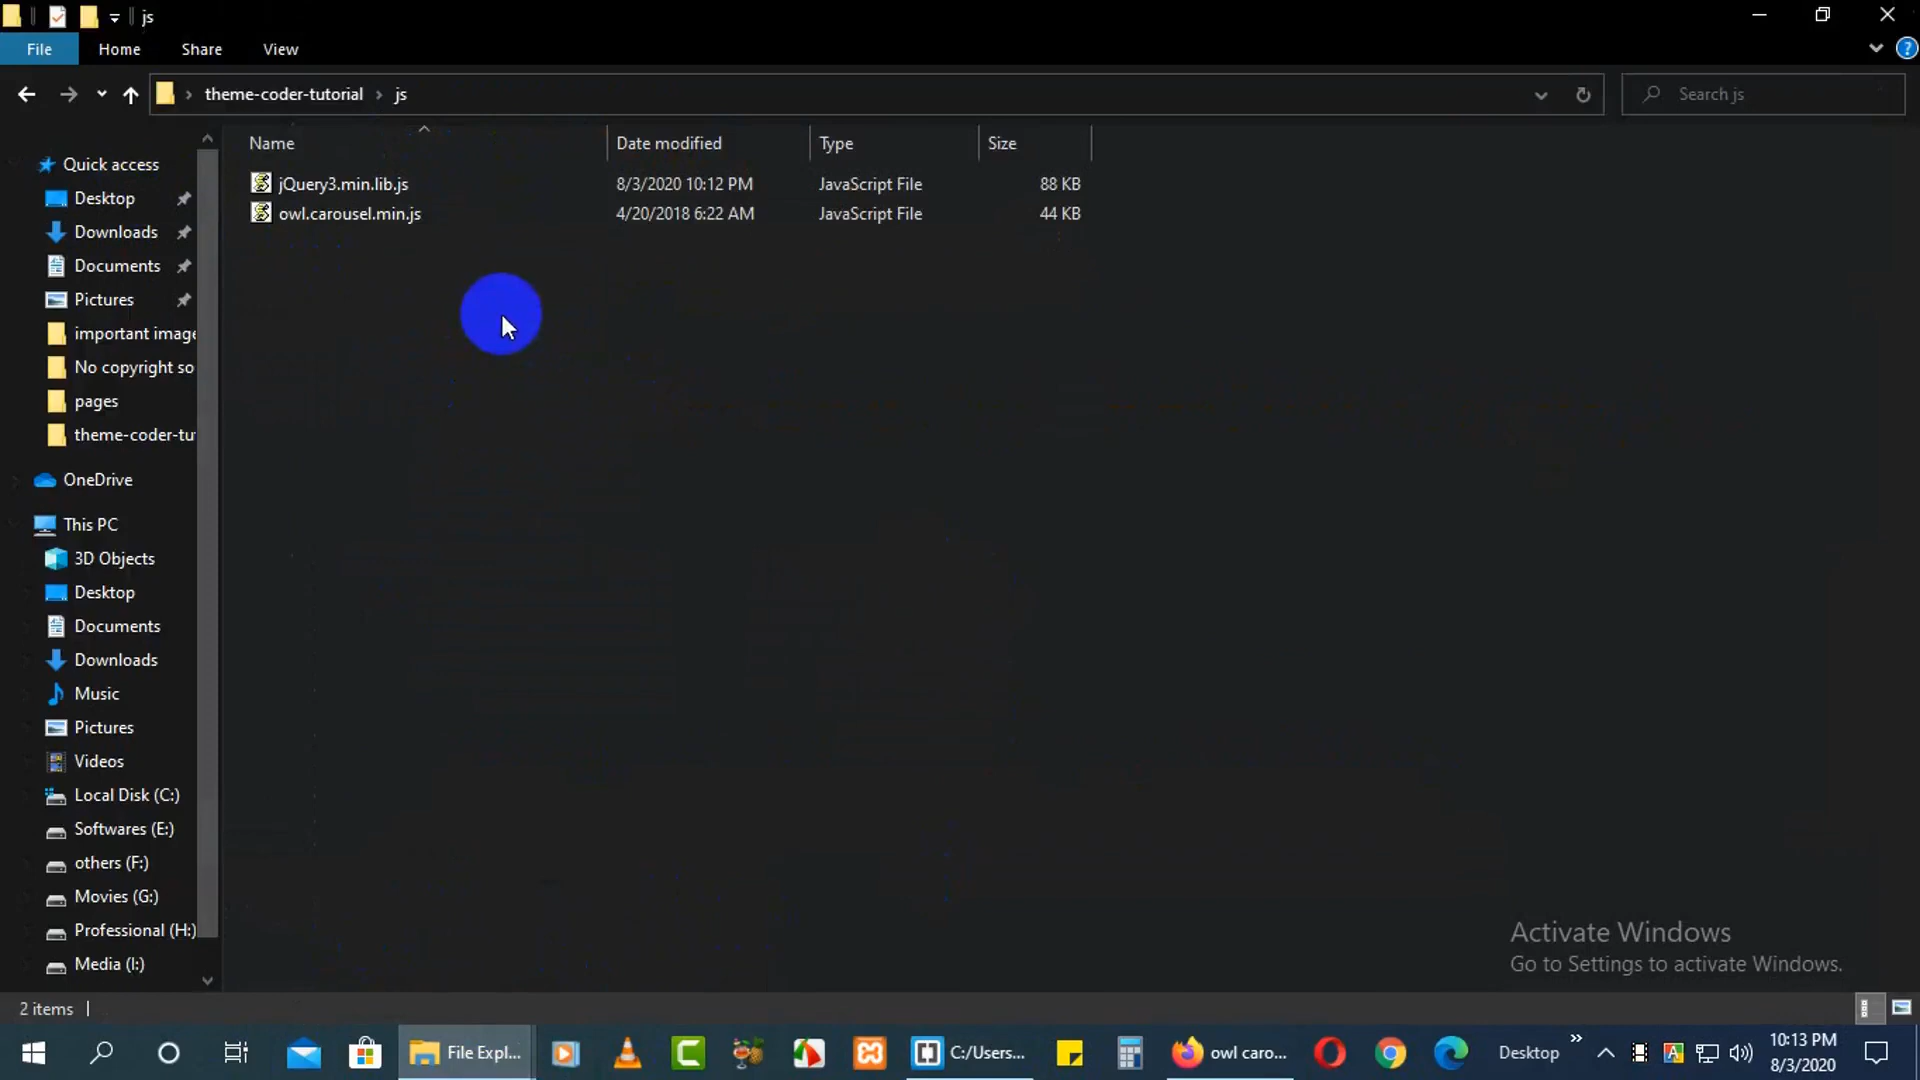 js
File Home Share View
theme-coder-tutorial js
Search js
Name Date modified Type Size
jQuery3.min.lib.js 8/3/2020 10:12 PM JavaScript File 88 KB
owl.carousel.min.js 4/20/2018 6:22 AM JavaScript File 44 KB
Quick access
Desktop
Downloads
Documents
Pictures
important image
No copyright so
pages
theme-coder-tu
OneDrive
This PC
3D Objects
Desktop
Documents
Downloads
Music
Pictures
Videos
Local Disk (C:)
Softwares (E:)
others (F:)
Movies (G:)
Professional (H:)
Media (I:)
Activate Windows
Go to Settings to activate Windows.
2 items
File Expl...
C:/Users...
owl caro...
Desktop
10:13 PM
8/3/2020